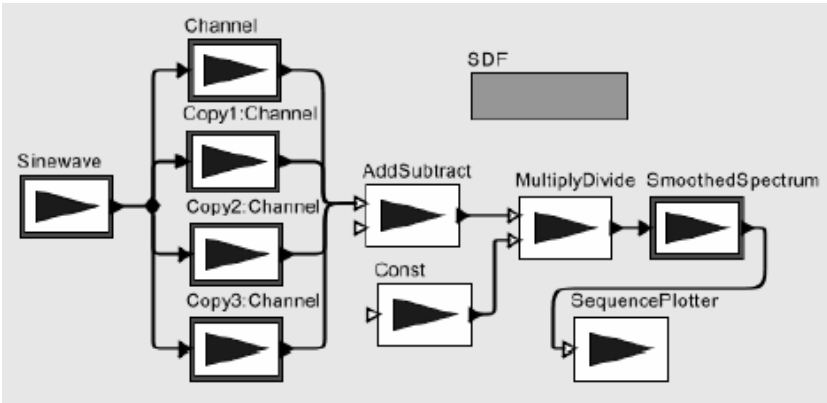 Channel
SDF
Copy1:Channel
Sinewave
AddSubtract
MultiplyDivide
SmoothedSpectrum
Copy2:Channel
Const
Copy3:Channel
SequencePlotter